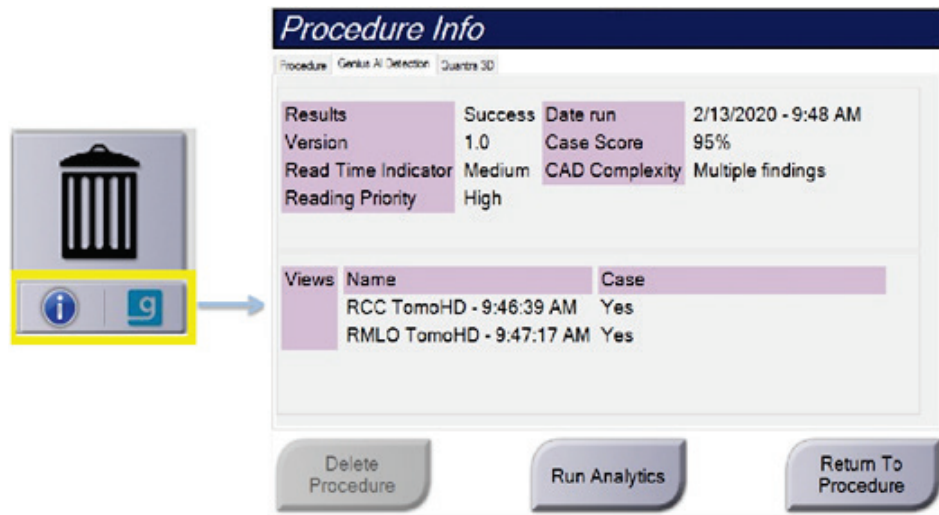 Procedure Info
Procedure Genius AI Detection Quantra 3D
Results Success Date run 2/13/2020 - 9:48 AM
Version 1.0 Case Score 95%
Read Time Indicator Medium CAD Complexity Multiple findings
Reading Priority High
i g
Views Name Case
RCC TomoHD - 9:46:39 AM Yes
RMLO TomoHD - 9:47:17 AM Yes
Delete Procedure
Run Analytics
Return To Procedure